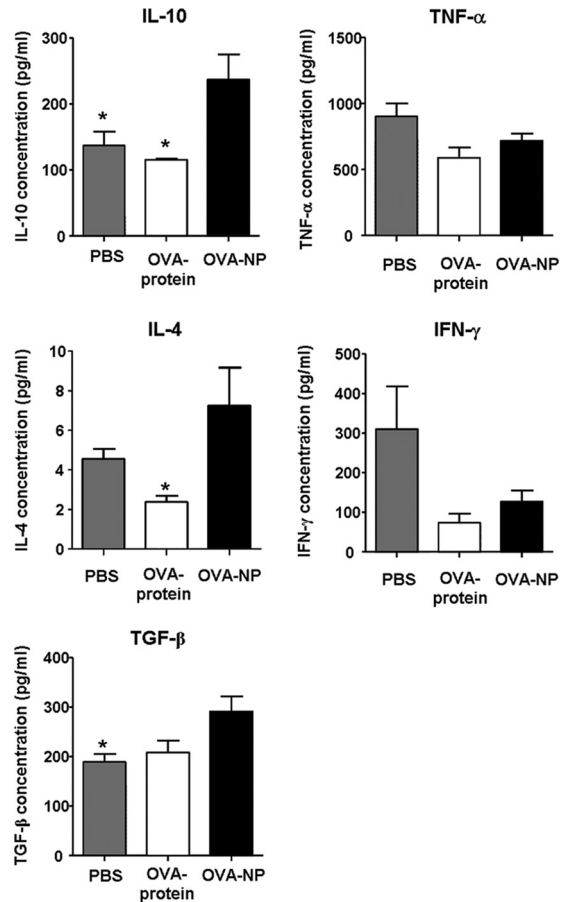 IL-10
IL-10 concentration (pg/ml)
300
200
100
0
*
*
PBS
OVA-
protein
OVA-NP
TNF-α
TNF-α concentration (pg/ml)
1500
1000
500
0
PBS
OVA-
protein
OVA-NP
IL-4
IL-4 concentration (pg/ml)
10
8
6
4
2
0
*
PBS
OVA-
protein
OVA-NP
IFN-γ
IFN-γ concentration (pg/ml)
500
400
300
200
100
0
PBS
OVA-
protein
OVA-NP
TGF-β
TGF-β concentration (pg/ml)
400
300
200
100
0
*
PBS
OVA-
protein
OVA-NP